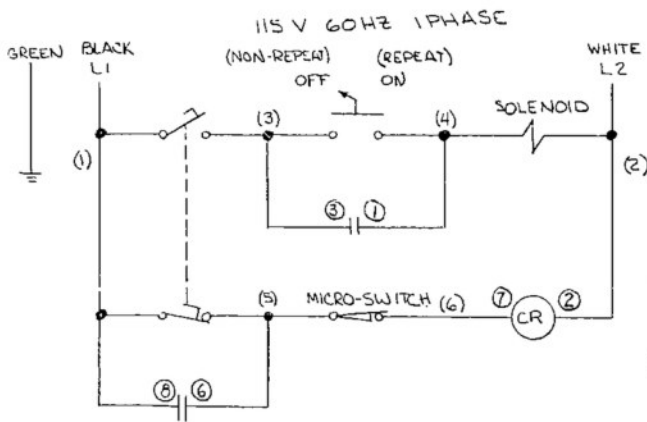 115 V 60HZ 1PHASE
GREEN BLACK L1
(NON-REPEAT) OFF
(REPEAT) ON
WHITE L2
(3)
(4)
SOLENOID
(1)
(2)
③ ①
(5)
MICRO-SWITCH
(6)
⑦ CR ②
⑧ ⑥